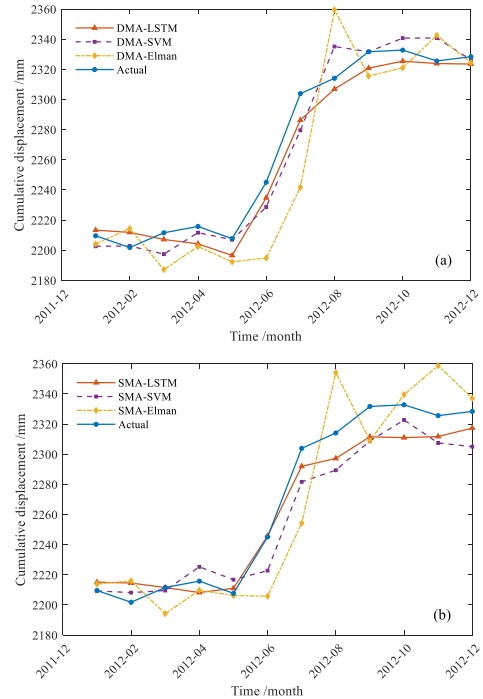 2360
2340
2320
2300
2280
2260
2240
2220
2200
2180
Cumulative displacement /mm
DMA-LSTM
DMA-SVM
DMA-Elman
Actual
(a)
2011-12
2012-02
2012-04
2012-06
2012-08
2012-10
2012-12
Time /month
2360
2340
2320
2300
2280
2260
2240
2220
2200
2180
Cumulative displacement /mm
SMA-LSTM
SMA-SVM
SMA-Elman
Actual
(b)
2011-12
2012-02
2012-04
2012-06
2012-08
2012-10
2012-12
Time /month